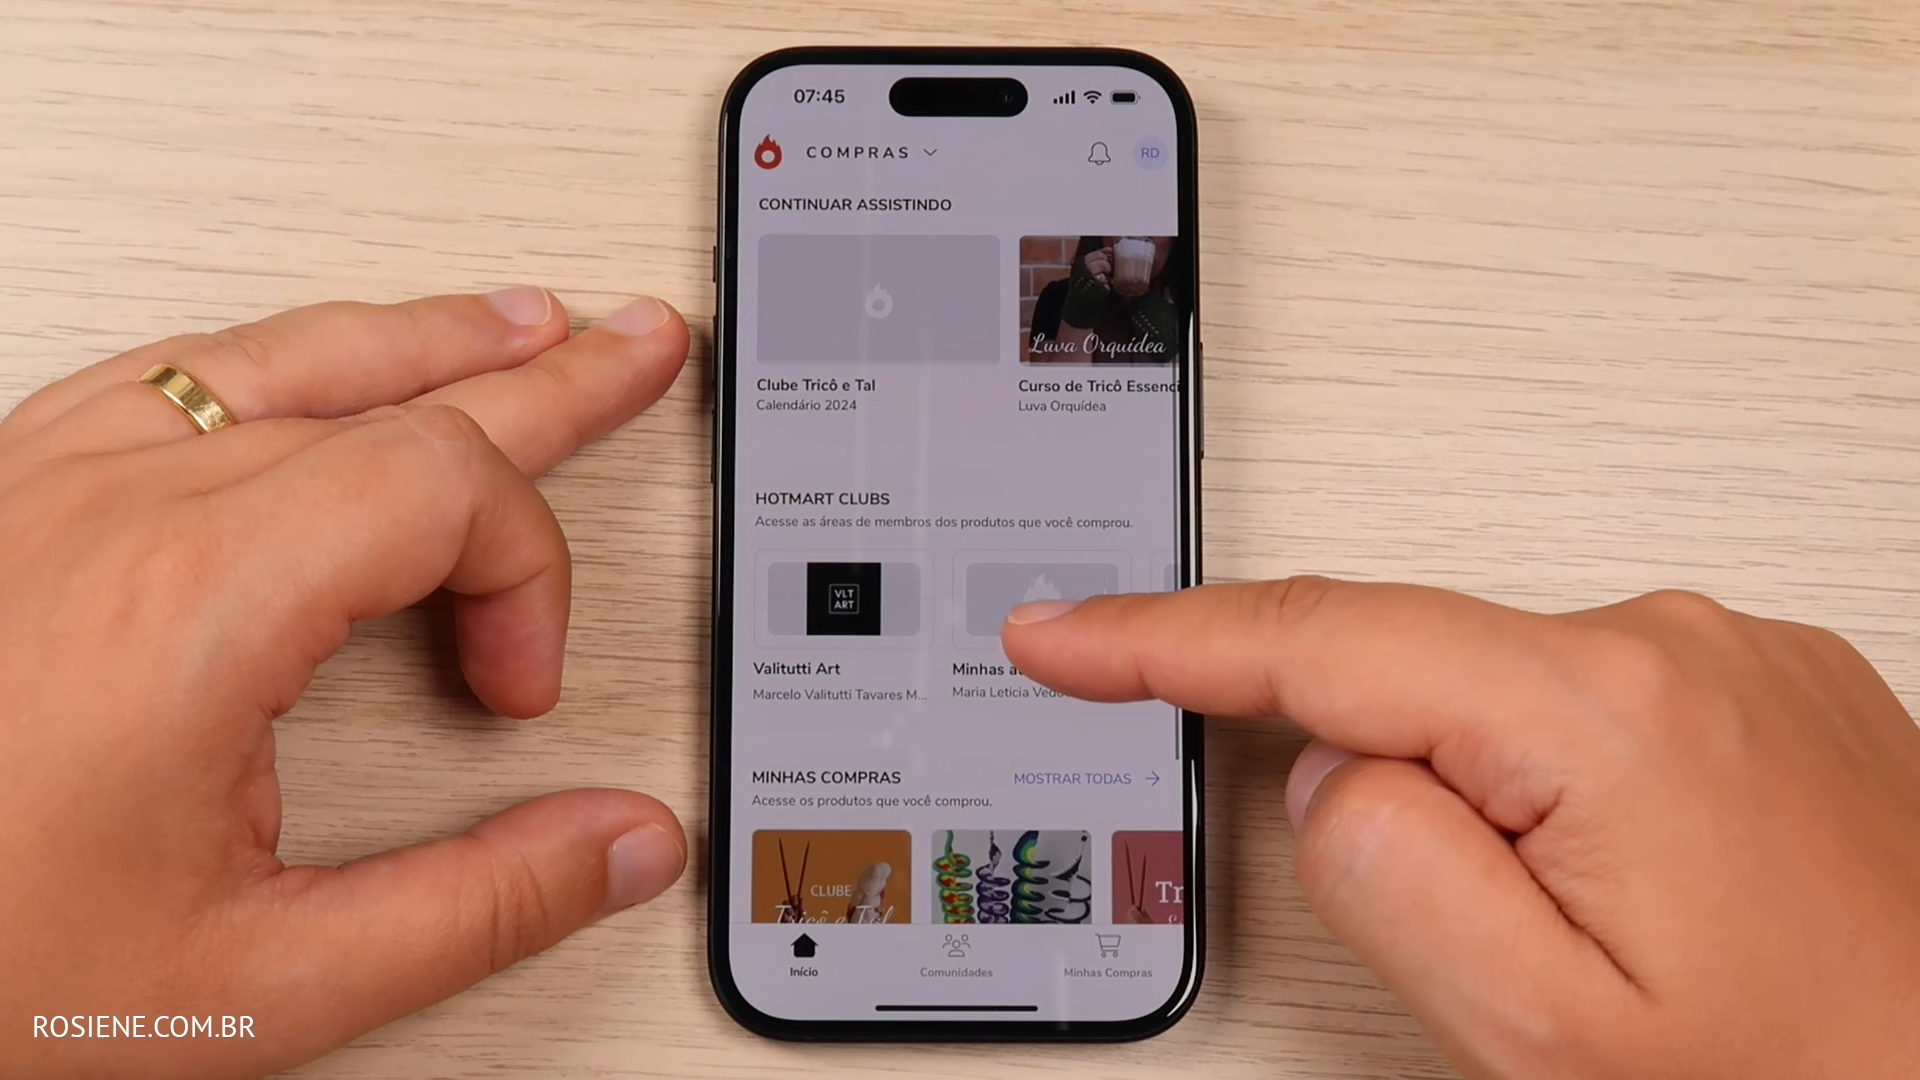 07:45
COMPRAS
RD
CONTINUAR ASSISTINDO
Luva Orquídea
Clube Tricô e Tal
Calendário 2024
Curso de Tricô Essenci
Luva Orquídea
HOTMART CLUBS
Acesse as áreas de membros dos produtos que você comprou.
VLT
ART
Valitutti Art
Marcelo Valitutti Tavares M...
Minhas
Maria Leticia
MINHAS COMPRAS
MOSTRAR TODAS
Acesse os produtos que você comprou.
CLUBE
Tricô e Tal
Início
Comunidades
Minhas Compras
ROSIENE.COM.BR